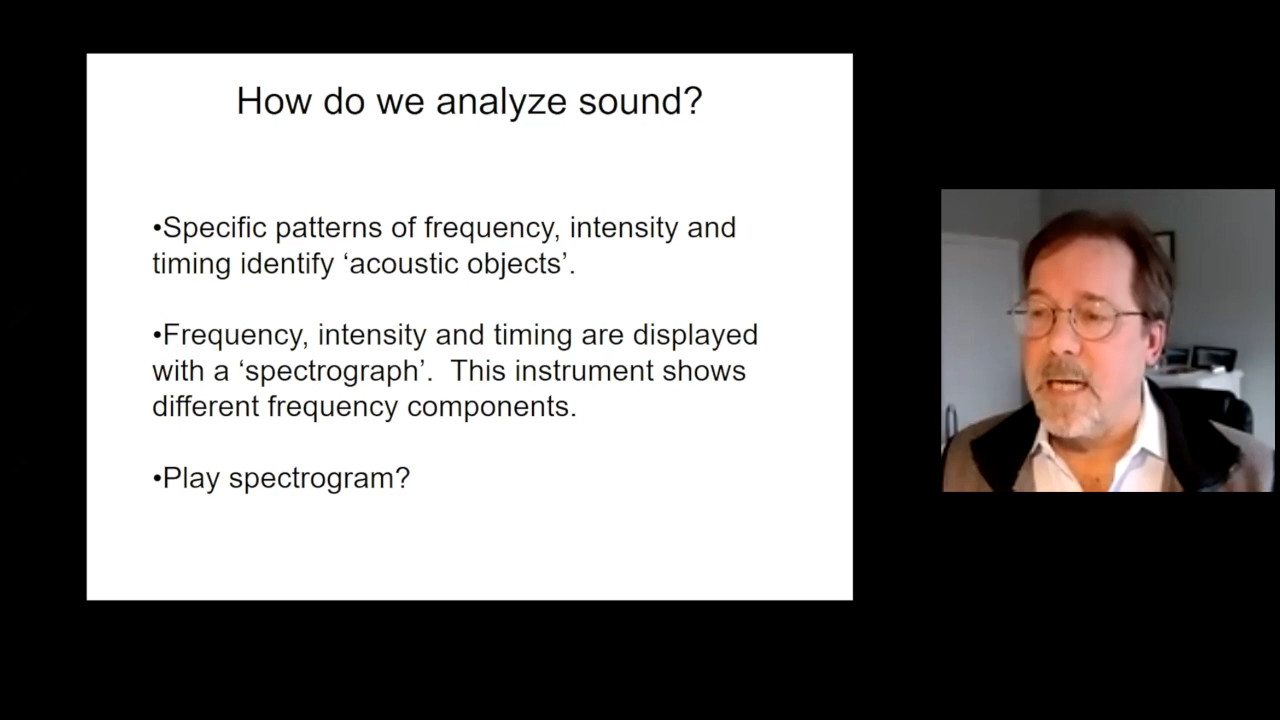 How do we analyze sound?
•Specific patterns of frequency, intensity and
timing identify ‘acoustic objects’.
•Frequency, intensity and timing are displayed
with a ‘spectrograph’.  This instrument shows
different frequency components.
•Play spectrogram?